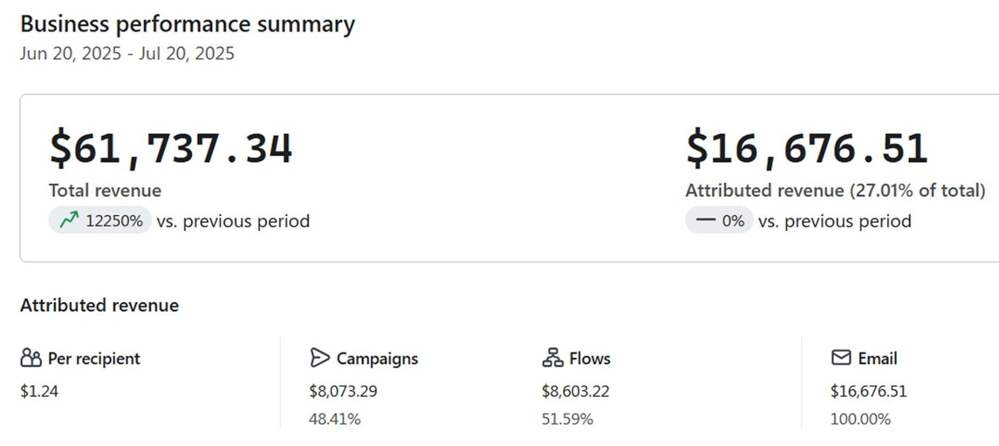 Business performance summary
Jun 20, 2025 - Jul 20, 2025
$61,737.34
Total revenue
12250% vs. previous period
$16,676.51
Attributed revenue (27.01% of total)
0% vs. previous period
Attributed revenue
Per recipient
$1.24
Campaigns
$8,073.29
48.41%
Flows
$8,603.22
51.59%
Email
$16,676.51
100.00%